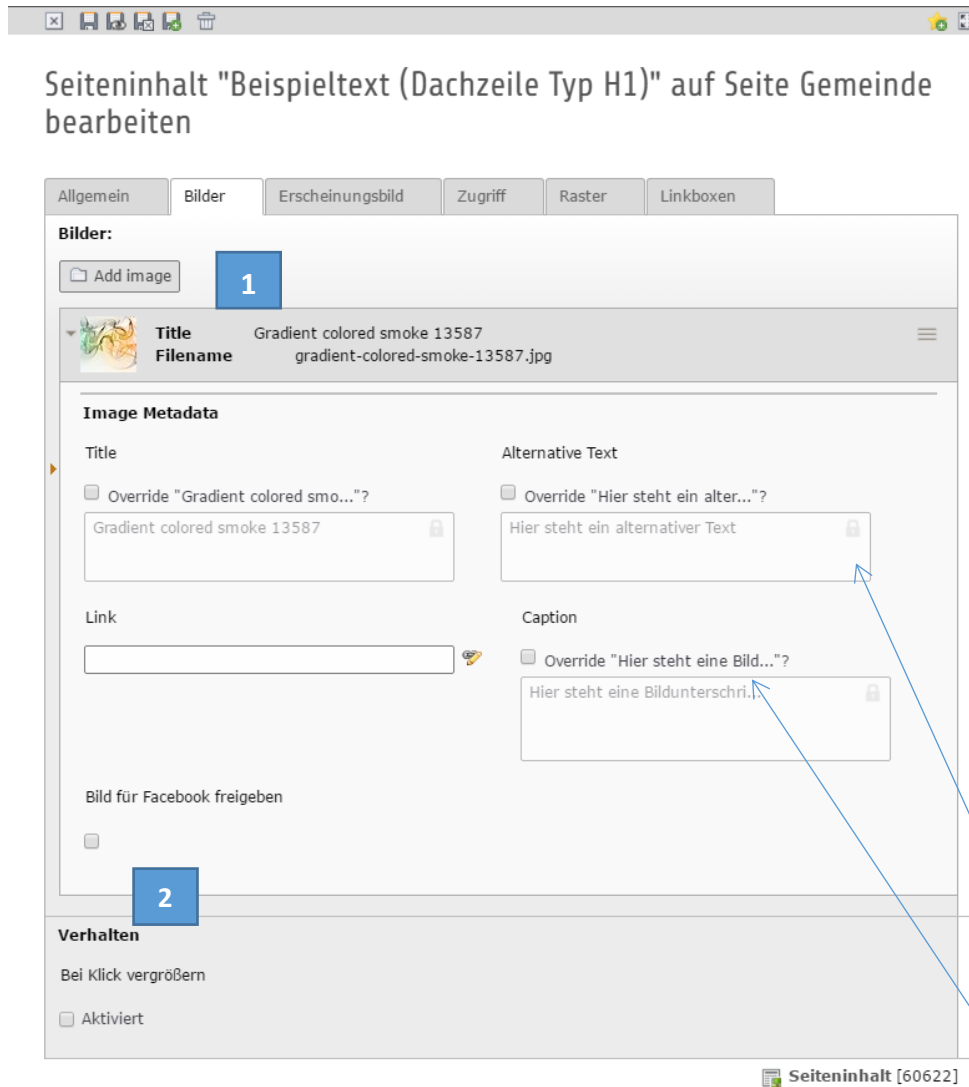 Seiteninhalt "Beispieltext (Dachzeile Typ H1)" auf Seite Gemeinde
bearbeiten
Allgemein Bilder Erscheinungsbild Zugriff Raster Linkboxen
Bilder:
Add image
1
Title Gradient colored smoke 13587
Filename gradient-colored-smoke-13587.jpg
Image Metadata
Title Alternative Text
Override "Gradient colored smo..."? Override "Hier steht ein alter..."?
Gradient colored smoke 13587 Hier steht ein alternativer Text
Link Caption
Override "Hier steht eine Bild..."?
Hier steht eine Bildunterschri...
Bild für Facebook freigeben
2
Verhalten
Bei Klick vergrößern
Aktiviert
Seiteninhalt [60622]